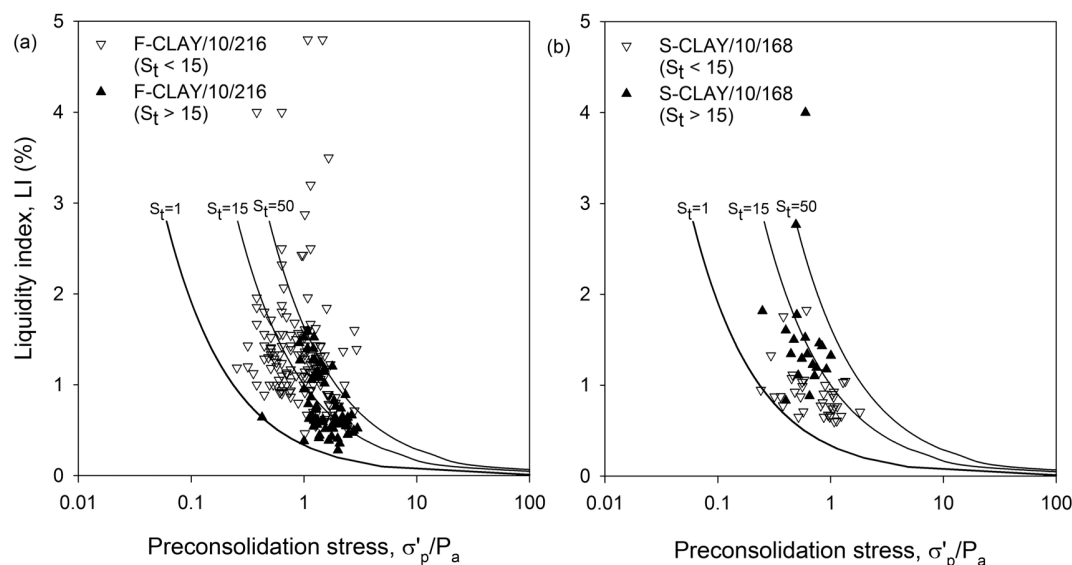 (a)
F-CLAY/10/216
(St < 15)
F-CLAY/10/216
(St > 15)
St=1
St=15
St=50
5
4
3
2
1
0
0.01
0.1
1
10
100
Liquidity index, LI (%)
Preconsolidation stress, σ'p/Pa
(b)
S-CLAY/10/168
(St < 15)
S-CLAY/10/168
(St > 15)
St=1
St=15
St=50
5
4
3
2
1
0
0.01
0.1
1
10
100
Preconsolidation stress, σ'p/Pa